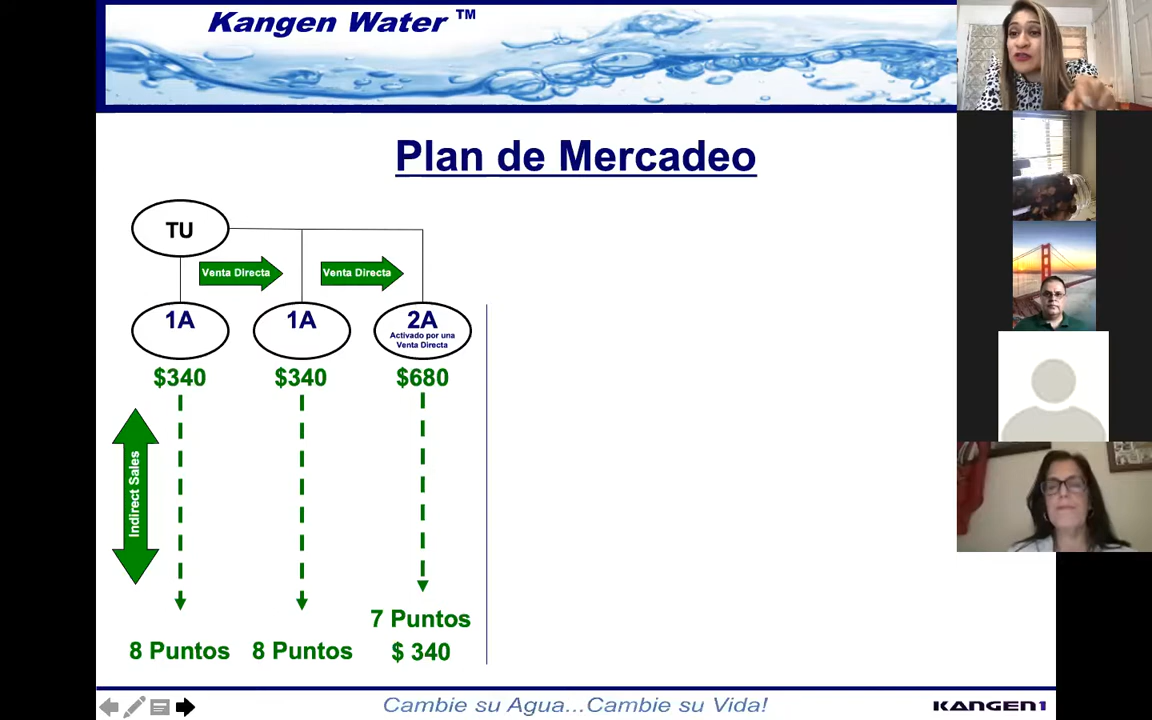 Kangen Water ™
Plan de Mercadeo
TU
Venta Directa
Venta Directa
1A
1A
2A
Activado por una
Venta Directa
$340
$340
$680
Indirect Sales
7 Puntos
8 Puntos
8 Puntos
$ 340
Cambie su Agua...Cambie su Vida!
KANGEN1